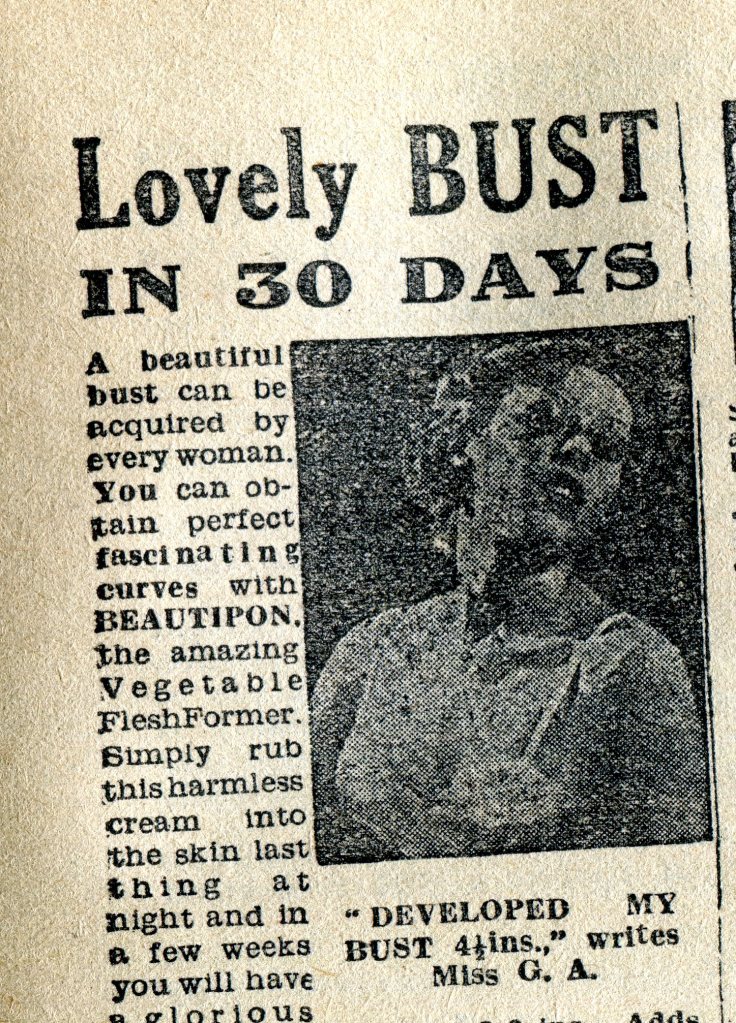 Lovely BUST
IN 30 DAYS
A beautiful
bust can be
acquired by
every woman.
You can ob-
tain perfect
fascinating
curves with
BEAUTIPON,
the amazing
Vegetable
FleshFormer.
Simply rub
this harmless
cream into
the skin last
thing at
night and in
a few weeks
you will have
a glorious
“DEVELOPED MY
BUST 4½ins.,” writes
Miss G. A.
Adds